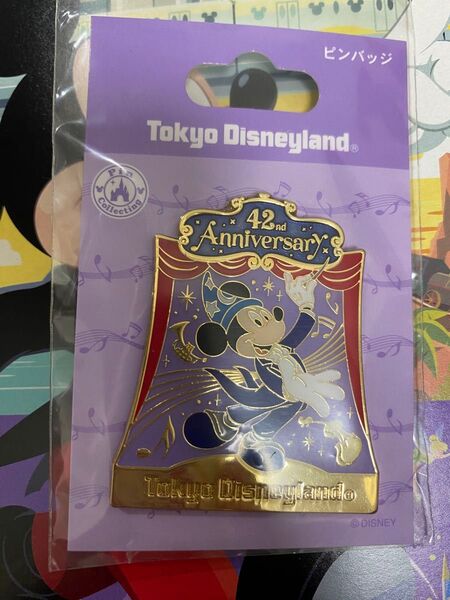 ピンバッジ
Tokyo Disneyland®
Pin
Collecting
42nd
Anniversary
Tokyo Disneyland®
©DISNEY